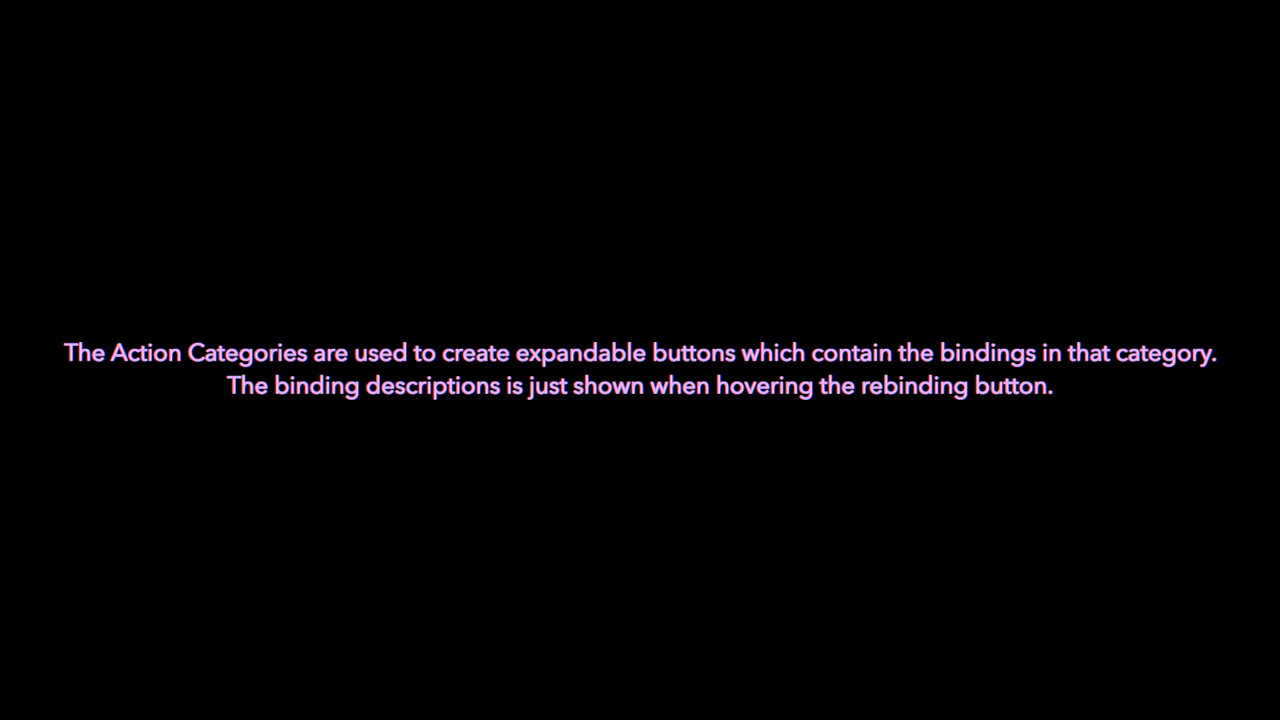 The Action Categories are used to create expandable buttons which contain the bindings in that category.
The binding descriptions is just shown when hovering the rebinding button.